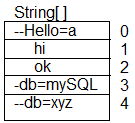 String[ ]
--Hello=a 0
hi 1
ok 2
-db=mySQL 3
--db=xyz 4